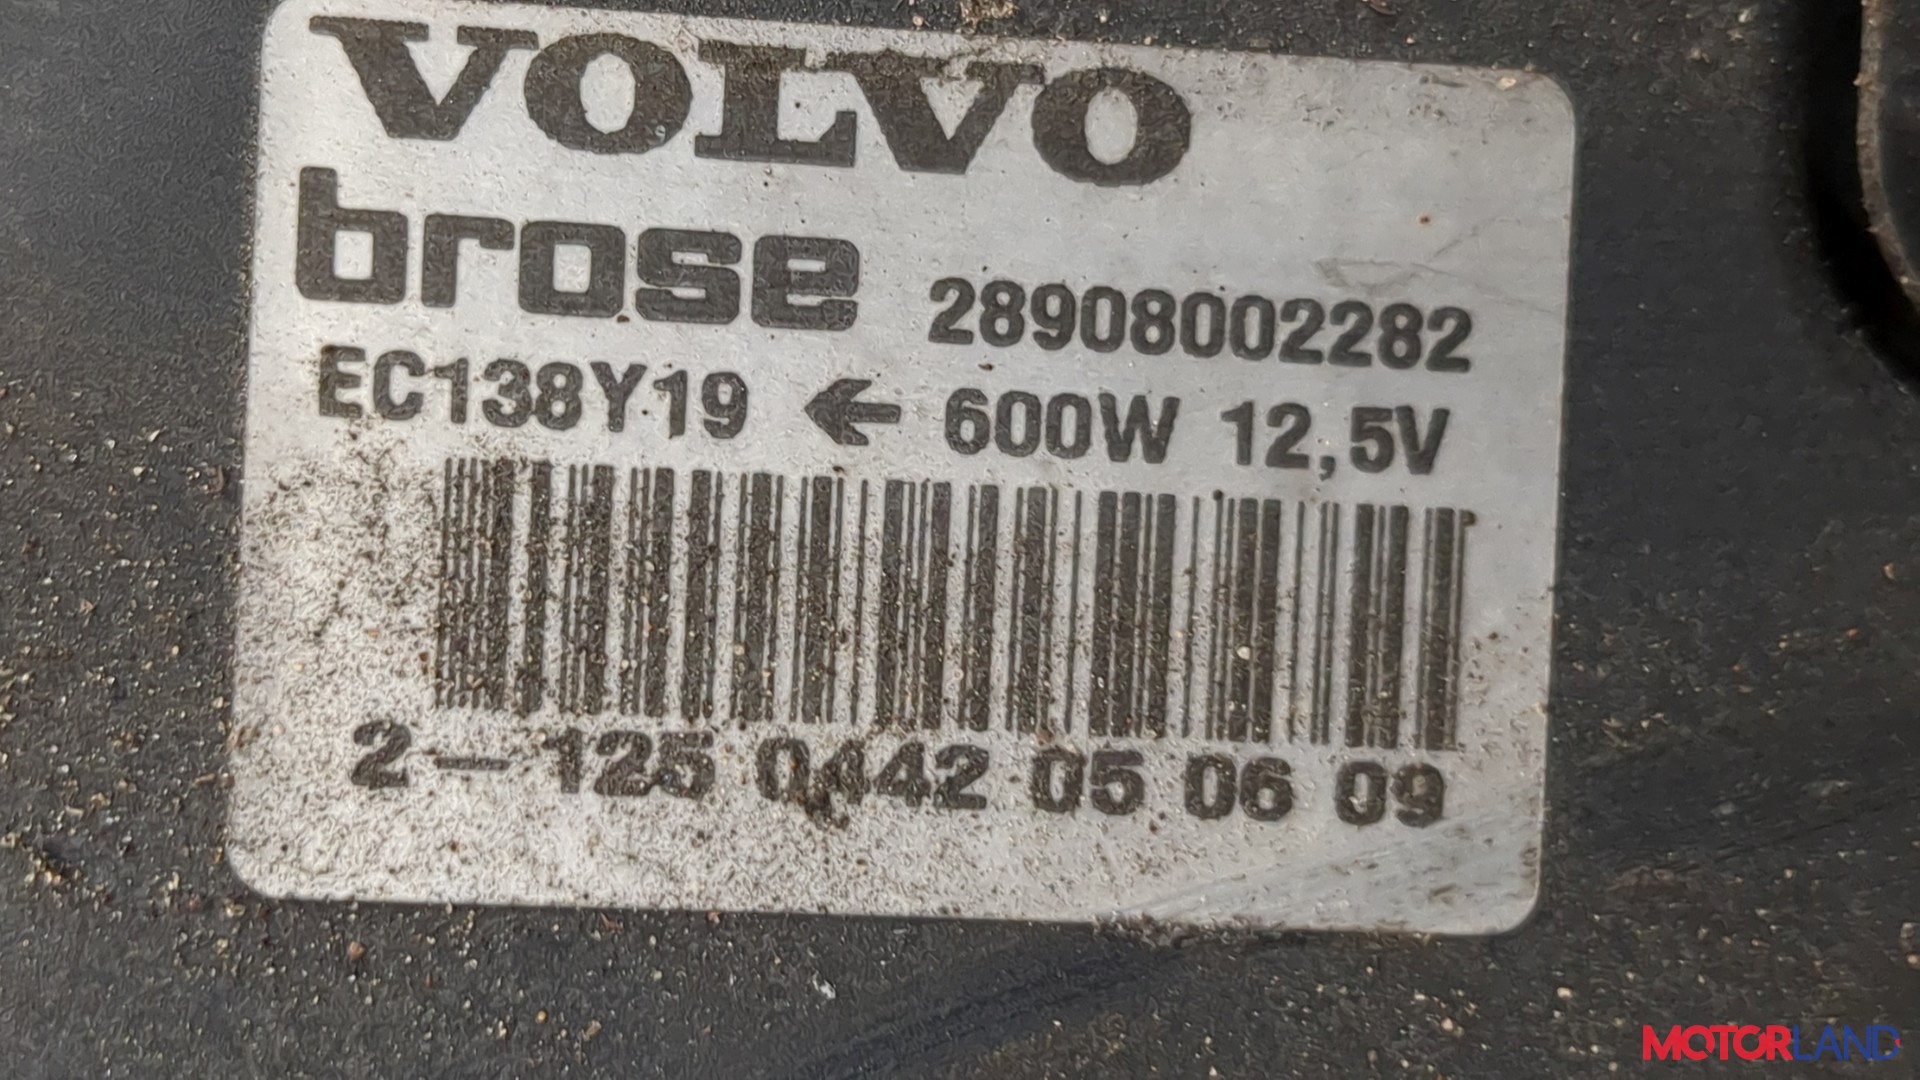 VOLVO
brose 28908002282
EC138Y19 ← 600W 12,5V
2-125 0442 05 06 09
MOTORLAND